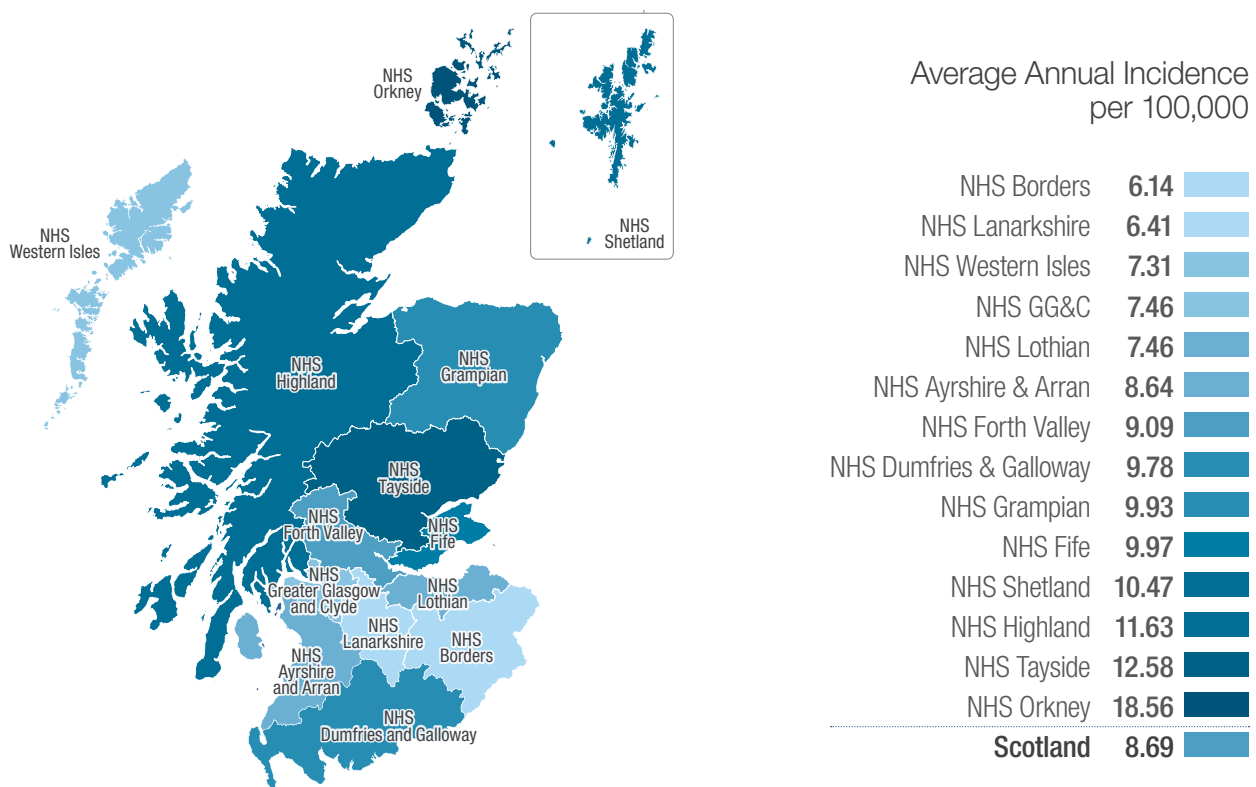 NHS
Orkney
NHS
Shetland
NHS
Western Isles
NHS
Highland
NHS
Grampian
NHS
Tayside
NHS
Forth Valley
NHS
Fife
NHS
Greater Glasgow
and Clyde
NHS
Lothian
NHS
Lanarkshire
NHS
Borders
NHS
Ayrshire
and Arran
NHS
Dumfries and Galloway
Average Annual Incidence
per 100,000
NHS Borders 6.14
NHS Lanarkshire 6.41
NHS Western Isles 7.31
NHS GG&C 7.46
NHS Lothian 7.46
NHS Ayrshire & Arran 8.64
NHS Forth Valley 9.09
NHS Dumfries & Galloway 9.78
NHS Grampian 9.93
NHS Fife 9.97
NHS Shetland 10.47
NHS Highland 11.63
NHS Tayside 12.58
NHS Orkney 18.56
Scotland 8.69